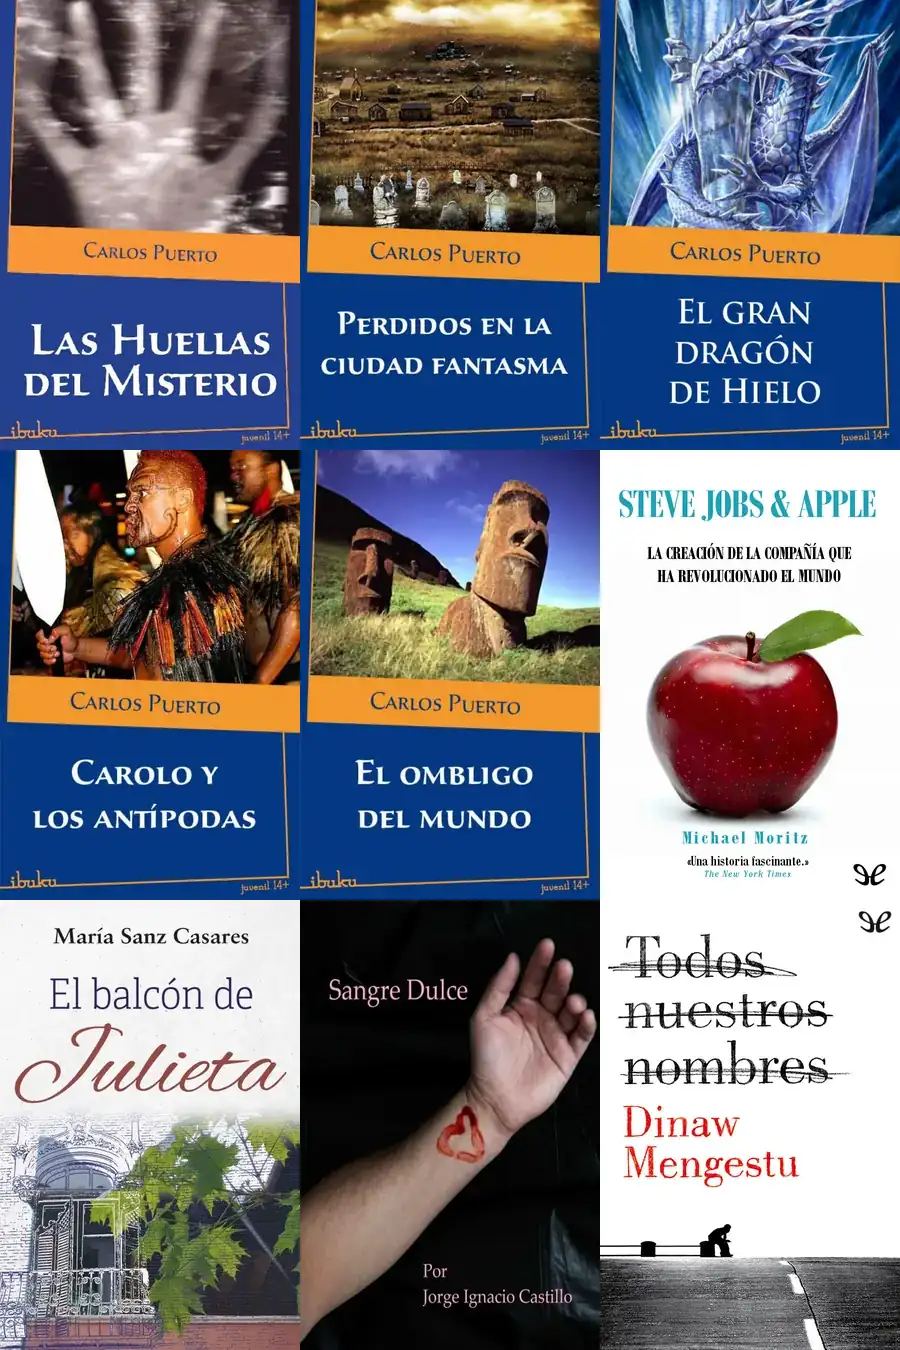 Carlos Puerto
Las Huellas
del Misterio
ibuku
juvenil 14+
Carlos Puerto
Perdidos en la
ciudad fantasma
ibuku
juvenil 14+
Carlos Puerto
El gran
dragón
de Hielo
ibuku
juvenil 14+
Carlos Puerto
Carolo y
los antípodas
ibuku
juvenil 14+
Carlos Puerto
El ombligo
del mundo
ibuku
juvenil 14+
STEVE JOBS & APPLE
LA CREACIÓN DE LA COMPAÑÍA QUE
HA REVOLUCIONADO EL MUNDO
Michael Moritz
«Una historia fascinante.»
The New York Times
María Sanz Casares
El balcón de
Julieta
Sangre Dulce
Por
Jorge Ignacio Castillo
Todos
nuestros
nombres
Dinaw
Mengestu